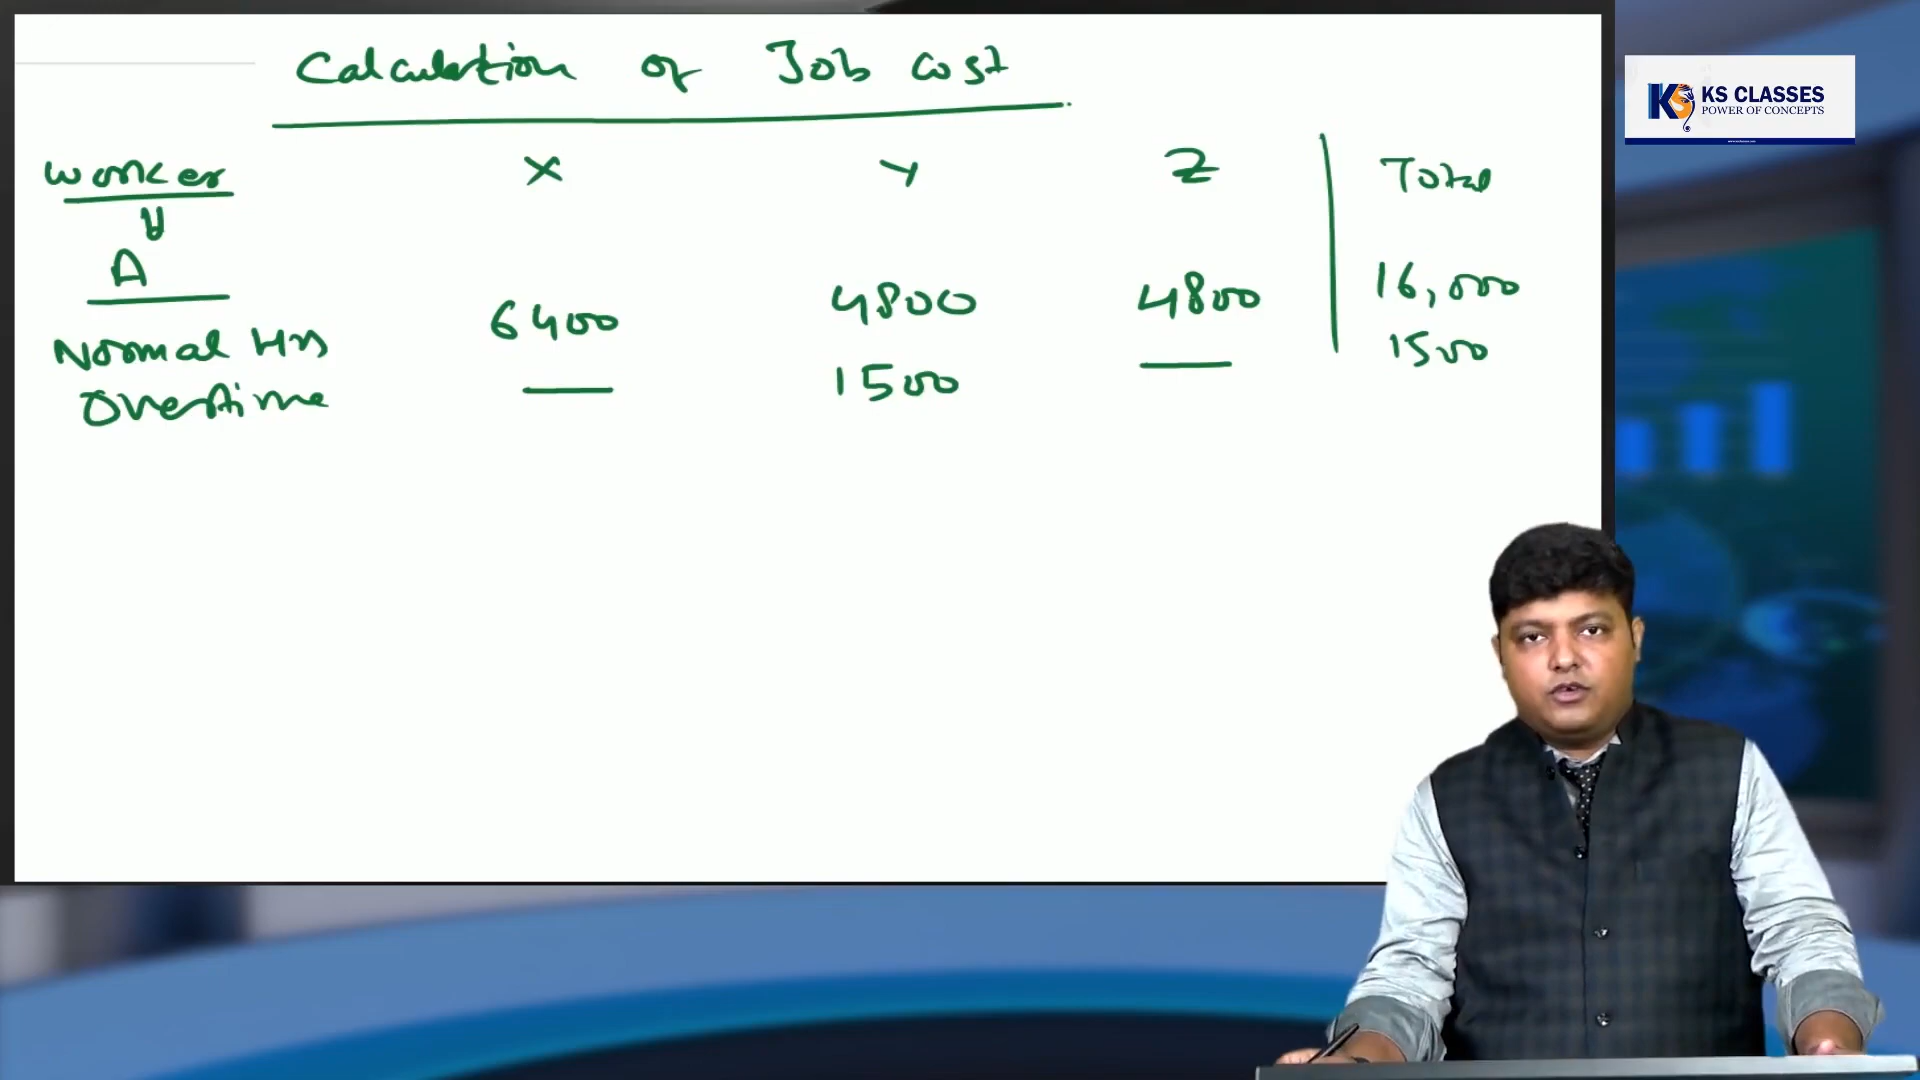 Calculation of Job cost
Worker X Y Z Total
A
Normal Hrs 6400 4800 4800 16,000
Overtime — 1500 — 1500
KS
KS CLASSES
POWER OF CONCEPTS